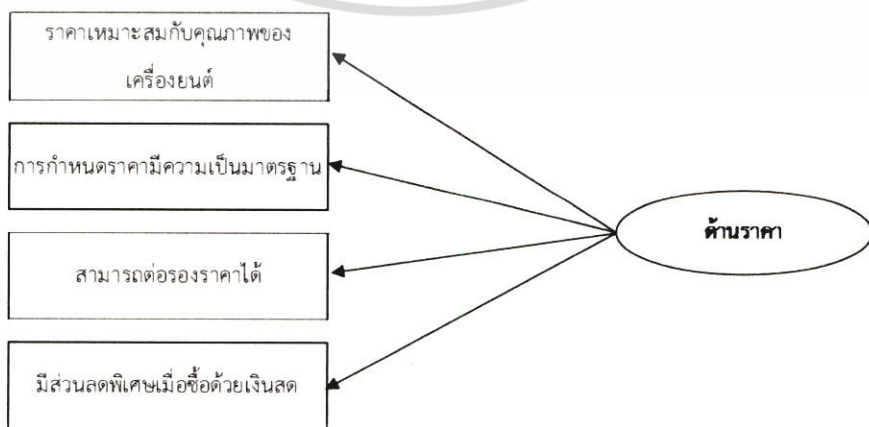 ราคาเหมาะสมกับคุณภาพของ
เครื่องยนต์
การกำหนดราคามีความเป็นมาตรฐาน
ด้านราคา
สามารถต่อรองราคาได้
มีส่วนลดพิเศษเมื่อซื้อด้วยเงินสด